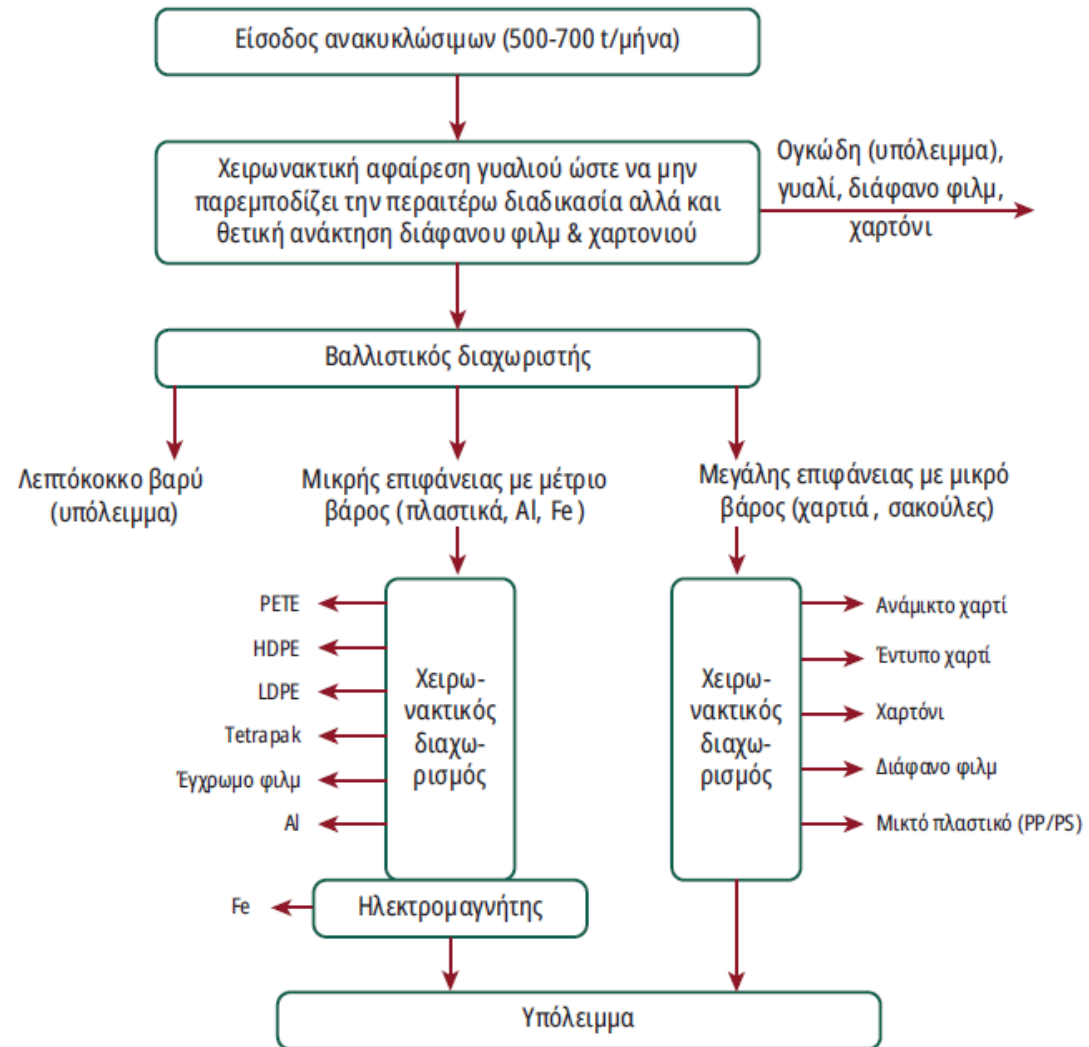 Είσοδος ανακυκλώσιμων (500-700 t/μήνα)
Χειρωνακτική αφαίρεση γυαλιού ώστε να μην
παρεμποδίζει την περαιτέρω διαδικασία αλλά και
θετική ανάκτηση διάφανου φιλμ & χαρτονιού
Ογκώδη (υπόλειμμα),
γυαλί, διάφανο φιλμ,
χαρτόνι
Βαλλιστικός διαχωριστής
Λεπτόκοκκο βαρύ
(υπόλειμμα)
Μικρής επιφάνειας με μέτριο
βάρος (πλαστικά, Al, Fe )
Μεγάλης επιφάνειας με μικρό
βάρος (χαρτιά , σακούλες)
PETE
HDPE
LDPE
Tetrapak
Έγχρωμο φιλμ
Al
Χειρω-
νακτικός
διαχω-
ρισμός
Fe
Ηλεκτρομαγνήτης
Χειρω-
νακτικός
διαχω-
ρισμός
Ανάμικτο χαρτί
Έντυπο χαρτί
Χαρτόνι
Διάφανο φιλμ
Μικτό πλαστικό (PP/PS)
Υπόλειμμα